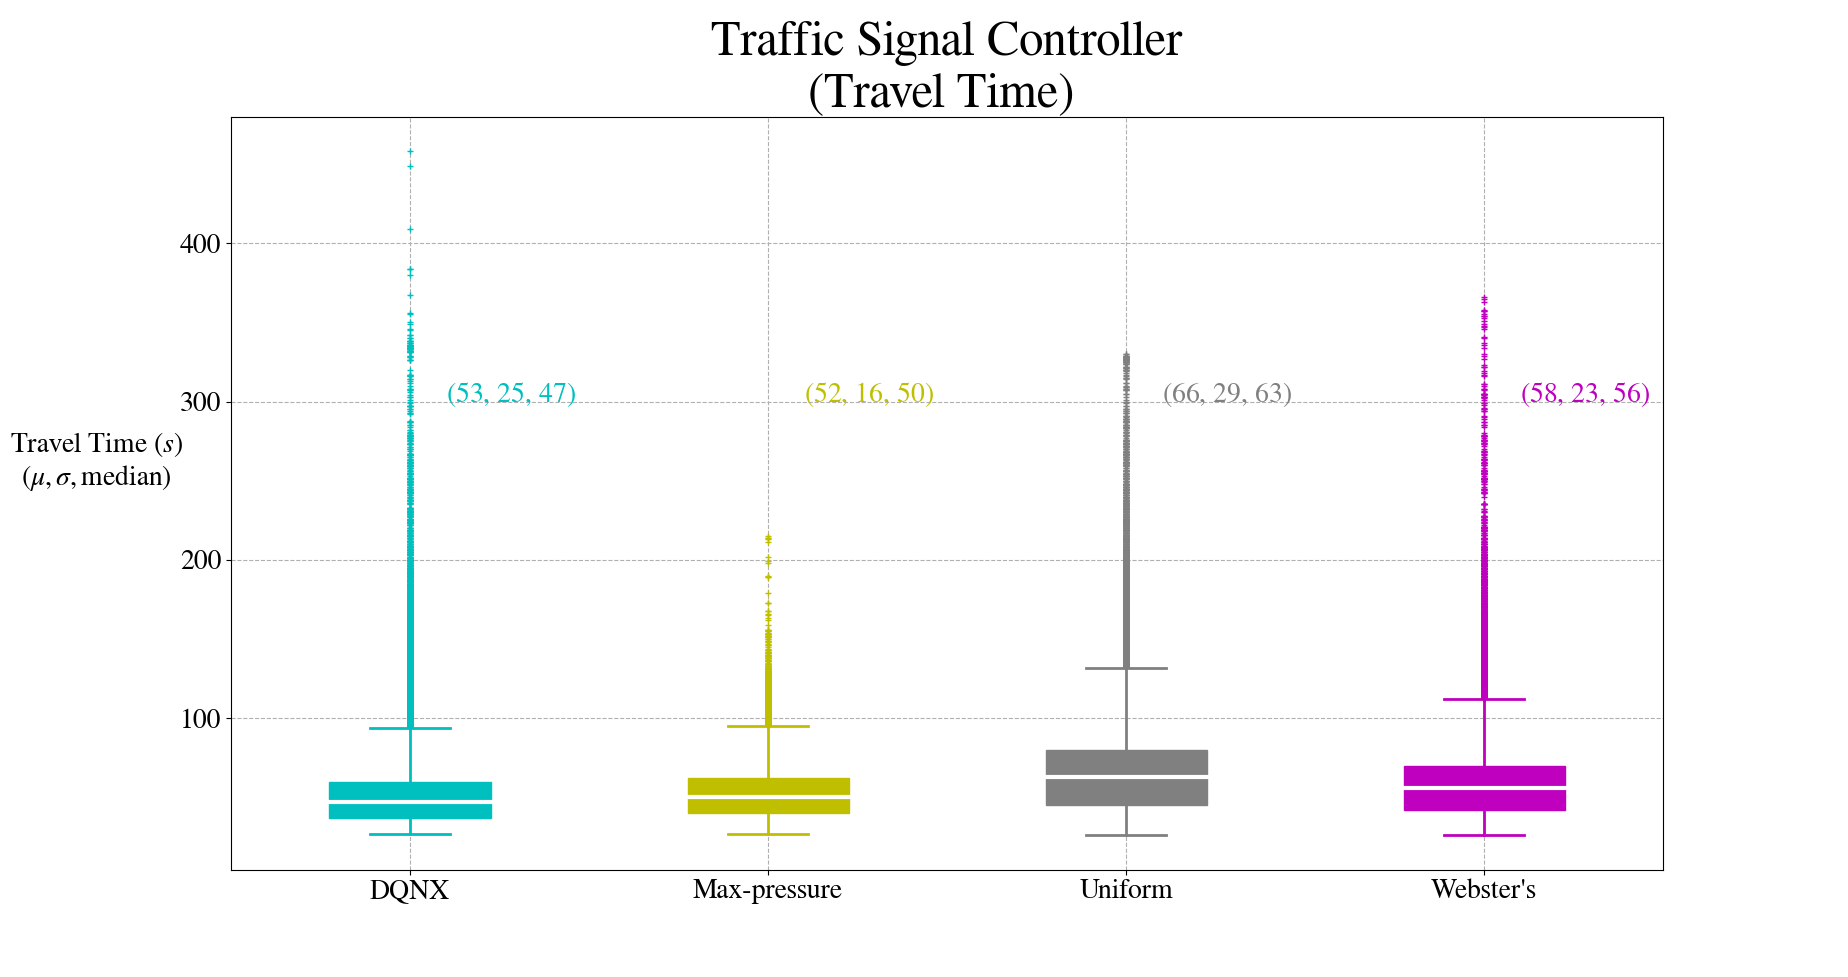 Traffic Signal Controller
(Travel Time)
400
300
200
100
Travel Time (s)
(μ, σ, median)
(53, 25, 47)
(52, 16, 50)
(66, 29, 63)
(58, 23, 56)
DQNX
Max-pressure
Uniform
Webster's